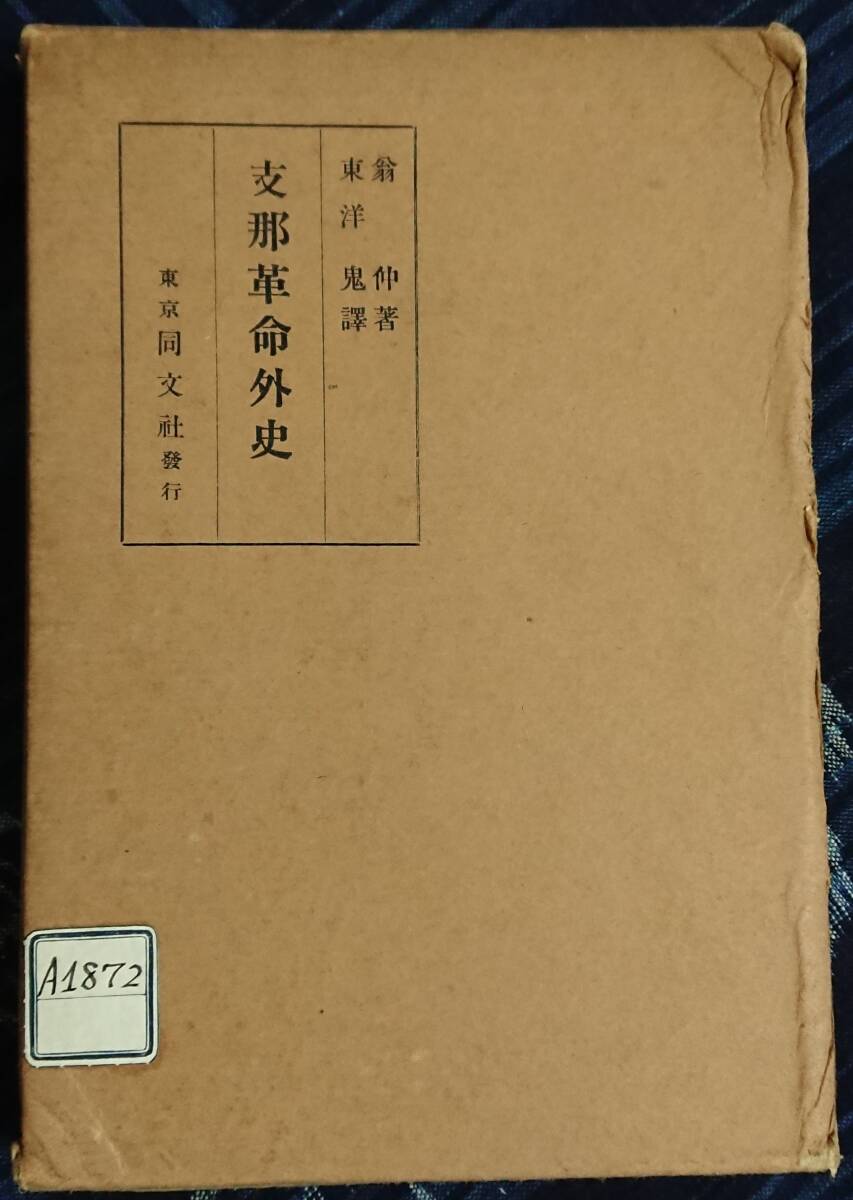 翁仲著
東洋鬼譯
支那革命外史
東京同文社發行
A1872